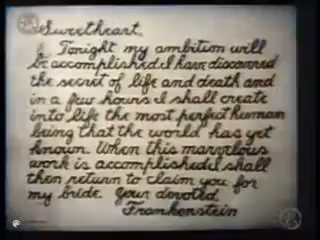 Sweetheart.
Tonight my ambition will
be accomplished. I have discovered
the secret of life and death and
in a few hours I shall create
into life the most perfect human
being that the world has yet
known. When this marvelous
work is accomplished I shall
then return to claim you for
my bride. Your devoted
Frankenstein